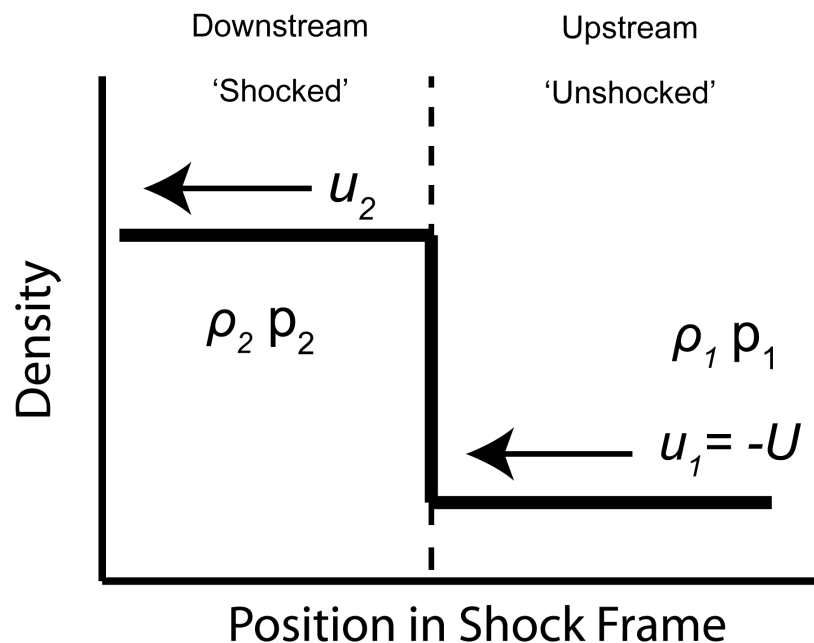 Downstream
'Shocked'
Upstream
'Unshocked'
u₂
ρ₂ p₂
ρ₁ p₁
u₁= -U
Density
Position in Shock Frame